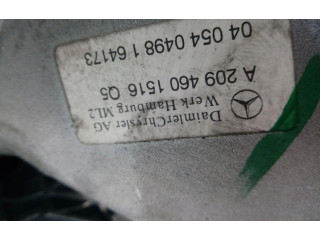 DaimlerChrysler AG
Werk Hamburg ML2
A 209 460 1516 Q5
04 054 0498 1 64173